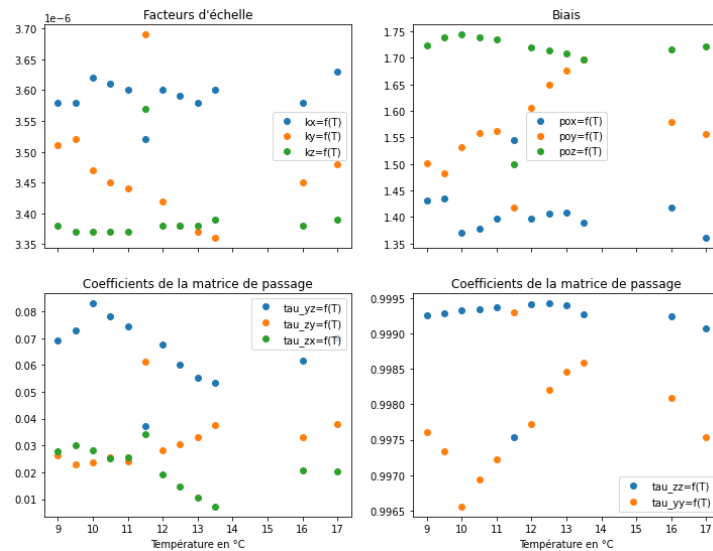 Facteurs d'échelle
1e−6
3.70
3.65
3.60
3.55
3.50
3.45
3.40
3.35
kx=f(T)
ky=f(T)
kz=f(T)
Biais
1.75
1.70
1.65
1.60
1.55
1.50
1.45
1.40
1.35
pox=f(T)
poy=f(T)
poz=f(T)
Coefficients de la matrice de passage
0.08
0.07
0.06
0.05
0.04
0.03
0.02
0.01
tau_yz=f(T)
tau_zy=f(T)
tau_zx=f(T)
9 10 11 12 13 14 15 16 17
Température en °C
Coefficients de la matrice de passage
0.9995
0.9990
0.9985
0.9980
0.9975
0.9970
0.9965
tau_zz=f(T)
tau_yy=f(T)
9 10 11 12 13 14 15 16 17
Température en °C